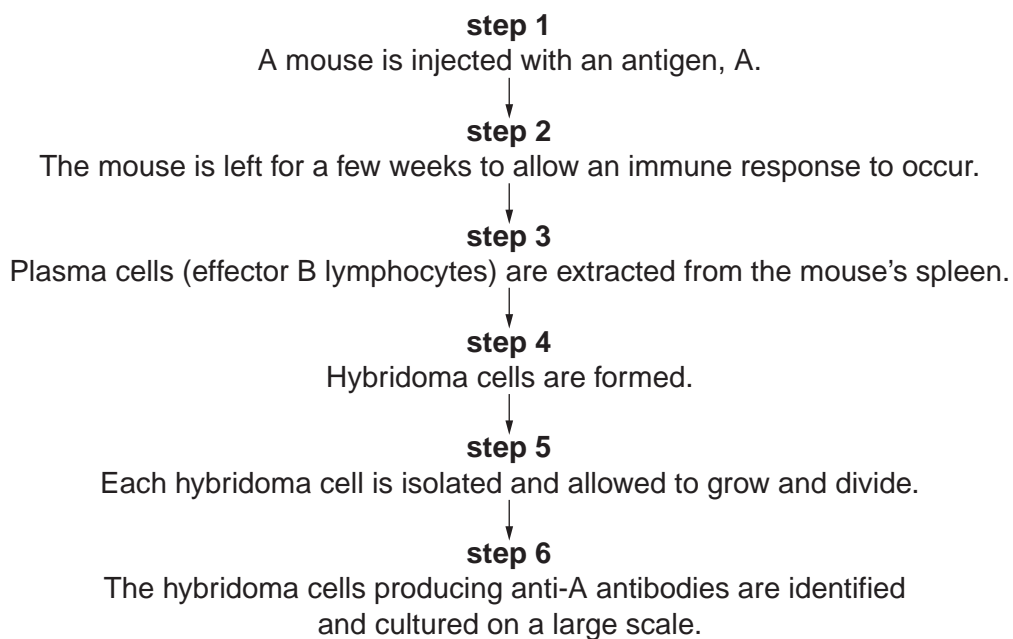 step 1
A mouse is injected with an antigen, A.
step 2
The mouse is left for a few weeks to allow an immune response to occur.
step 3
Plasma cells (effector B lymphocytes) are extracted from the mouse's spleen.
step 4
Hybridoma cells are formed.
step 5
Each hybridoma cell is isolated and allowed to grow and divide.
step 6
The hybridoma cells producing anti-A antibodies are identified
and cultured on a large scale.